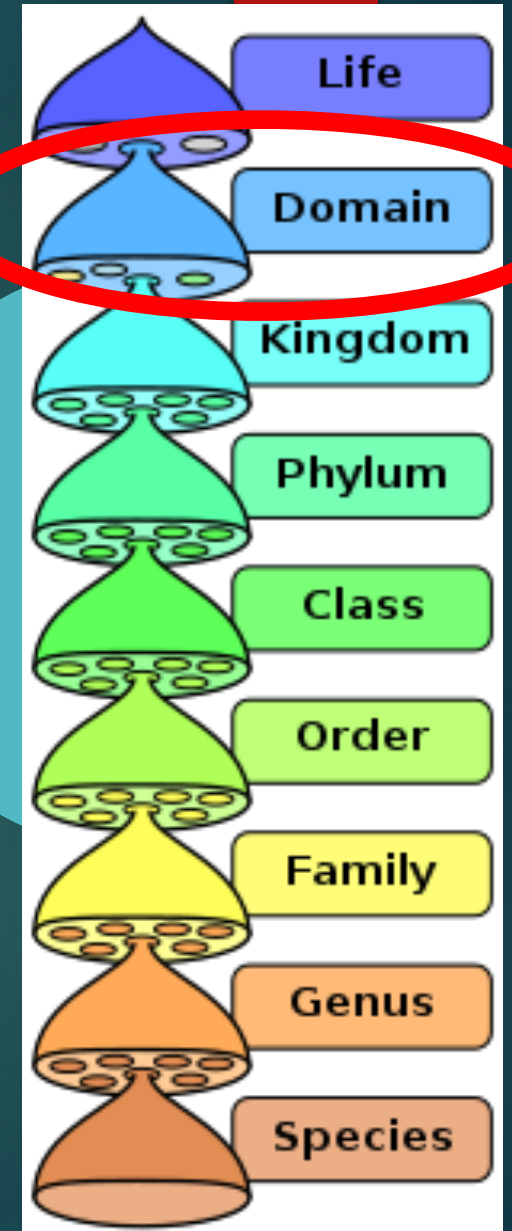 Life
Domain
Kingdom
Phylum
Class
Order
Family
Genus
Species